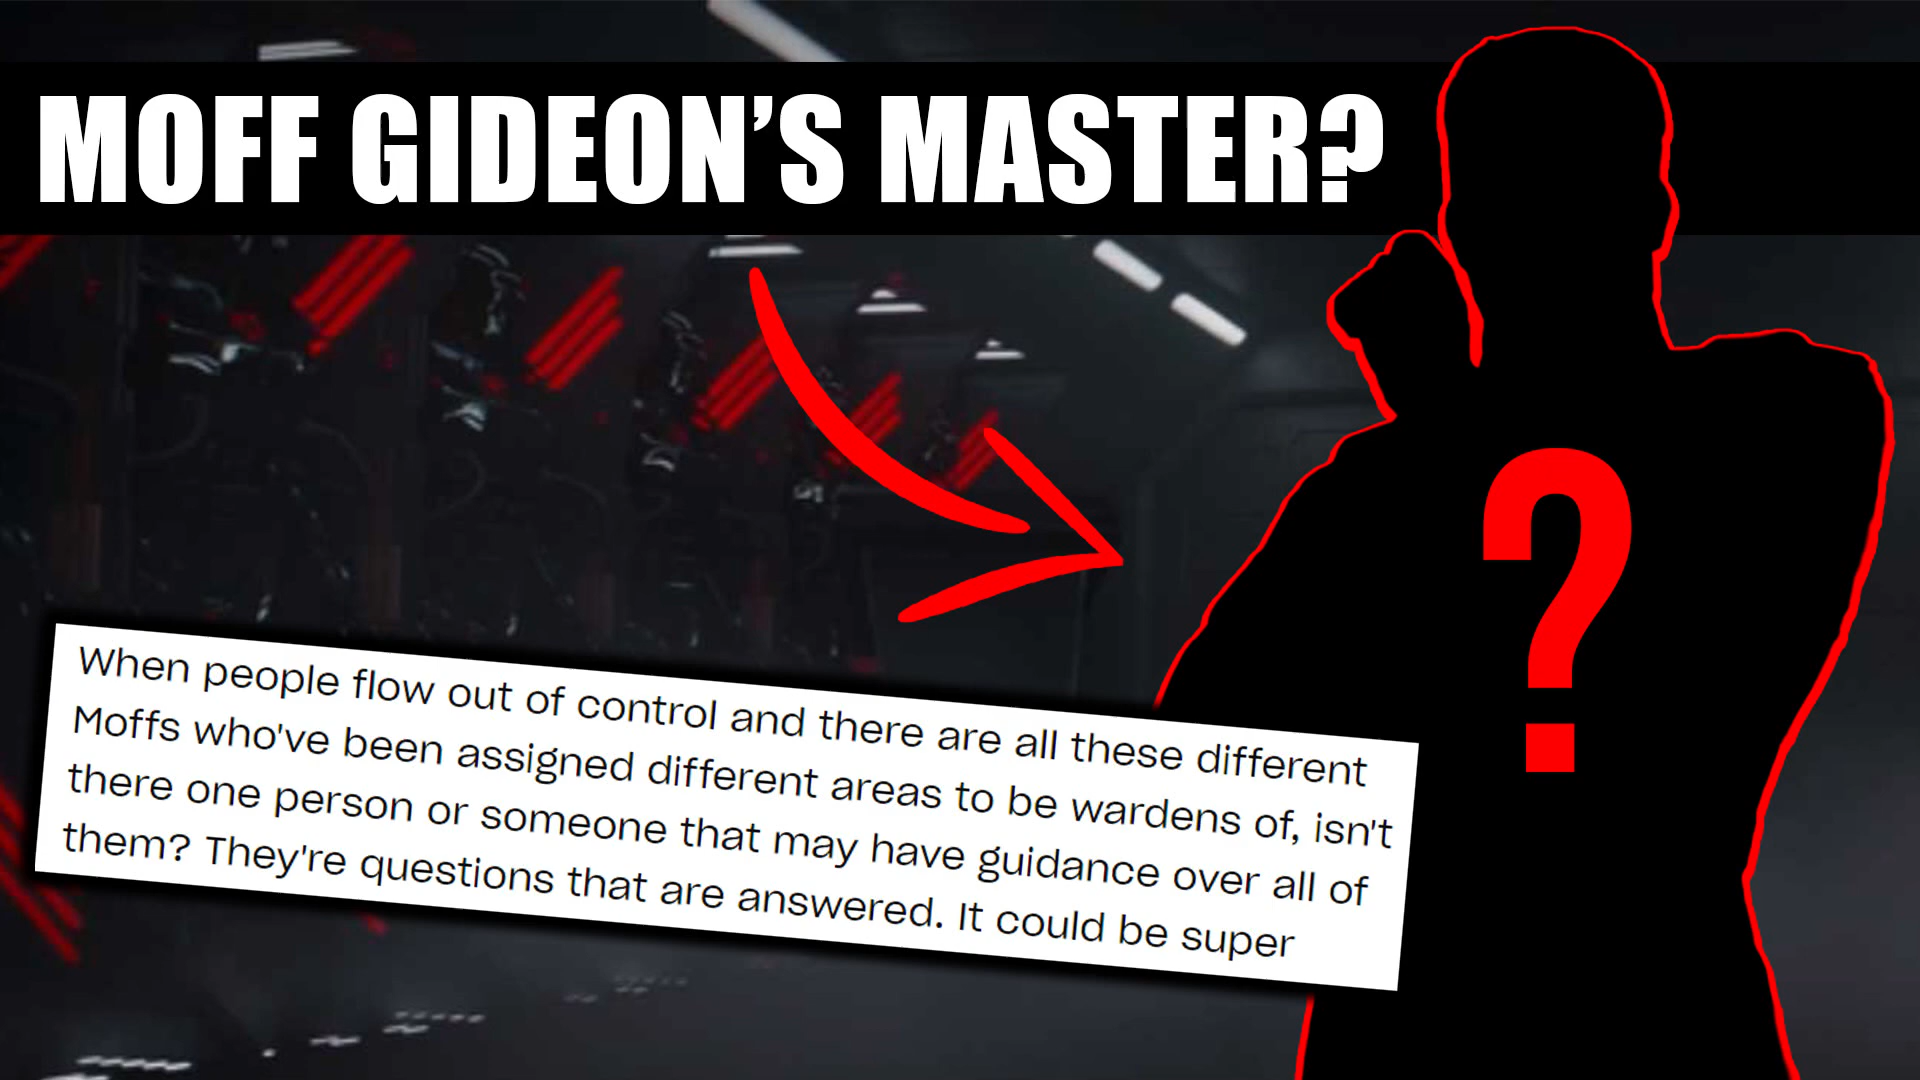 MOFF GIDEON’S MASTER?
?
When people flow out of control and there are all these different
Moffs who've been assigned different areas to be wardens of, isn't
there one person or someone that may have guidance over all of
them? They're questions that are answered. It could be super